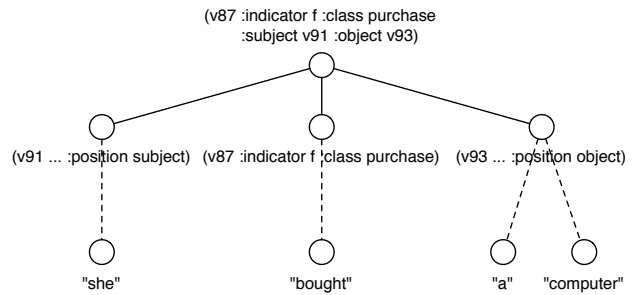 (v87 :indicator f :class purchase
:subject v91 :object v93)
(v91 ... :position subject) (v87 :indicator f :class purchase) (v93 ... :position object)
"she" "bought" "a" "computer"